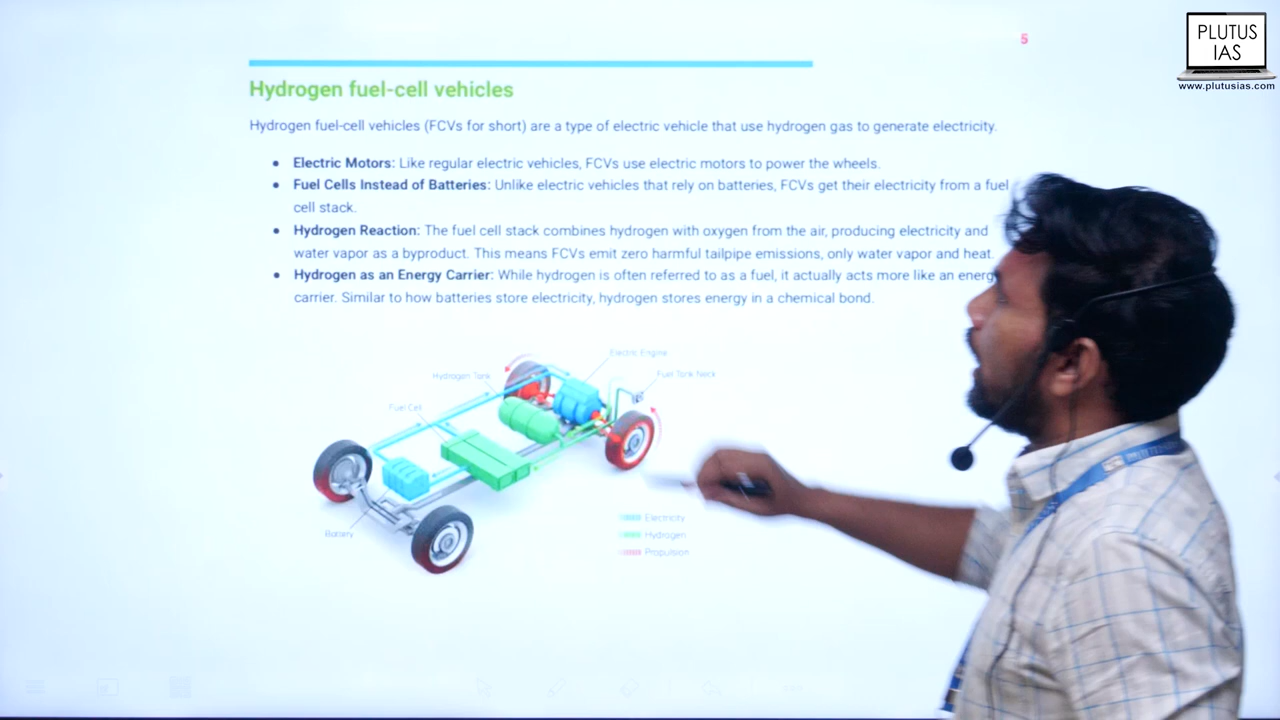 PLUTUS
IAS
www.plutusias.com
5
Hydrogen fuel-cell vehicles
Hydrogen fuel-cell vehicles (FCVs for short) are a type of electric vehicle that use hydrogen gas to generate electricity.
• Electric Motors: Like regular electric vehicles, FCVs use electric motors to power the wheels.
• Fuel Cells Instead of Batteries: Unlike electric vehicles that rely on batteries, FCVs get their electricity from a fuel
cell stack.
• Hydrogen Reaction: The fuel cell stack combines hydrogen with oxygen from the air, producing electricity and
water vapor as a byproduct. This means FCVs emit zero harmful tailpipe emissions, only water vapor and heat.
• Hydrogen as an Energy Carrier: While hydrogen is often referred to as a fuel, it actually acts more like an energ
carrier. Similar to how batteries store electricity, hydrogen stores energy in a chemical bond.
Electric Engine
Hydrogen Tank
Fuel Tank Neck
Fuel Cell
Battery
Electricity
Hydrogen
Propulsion